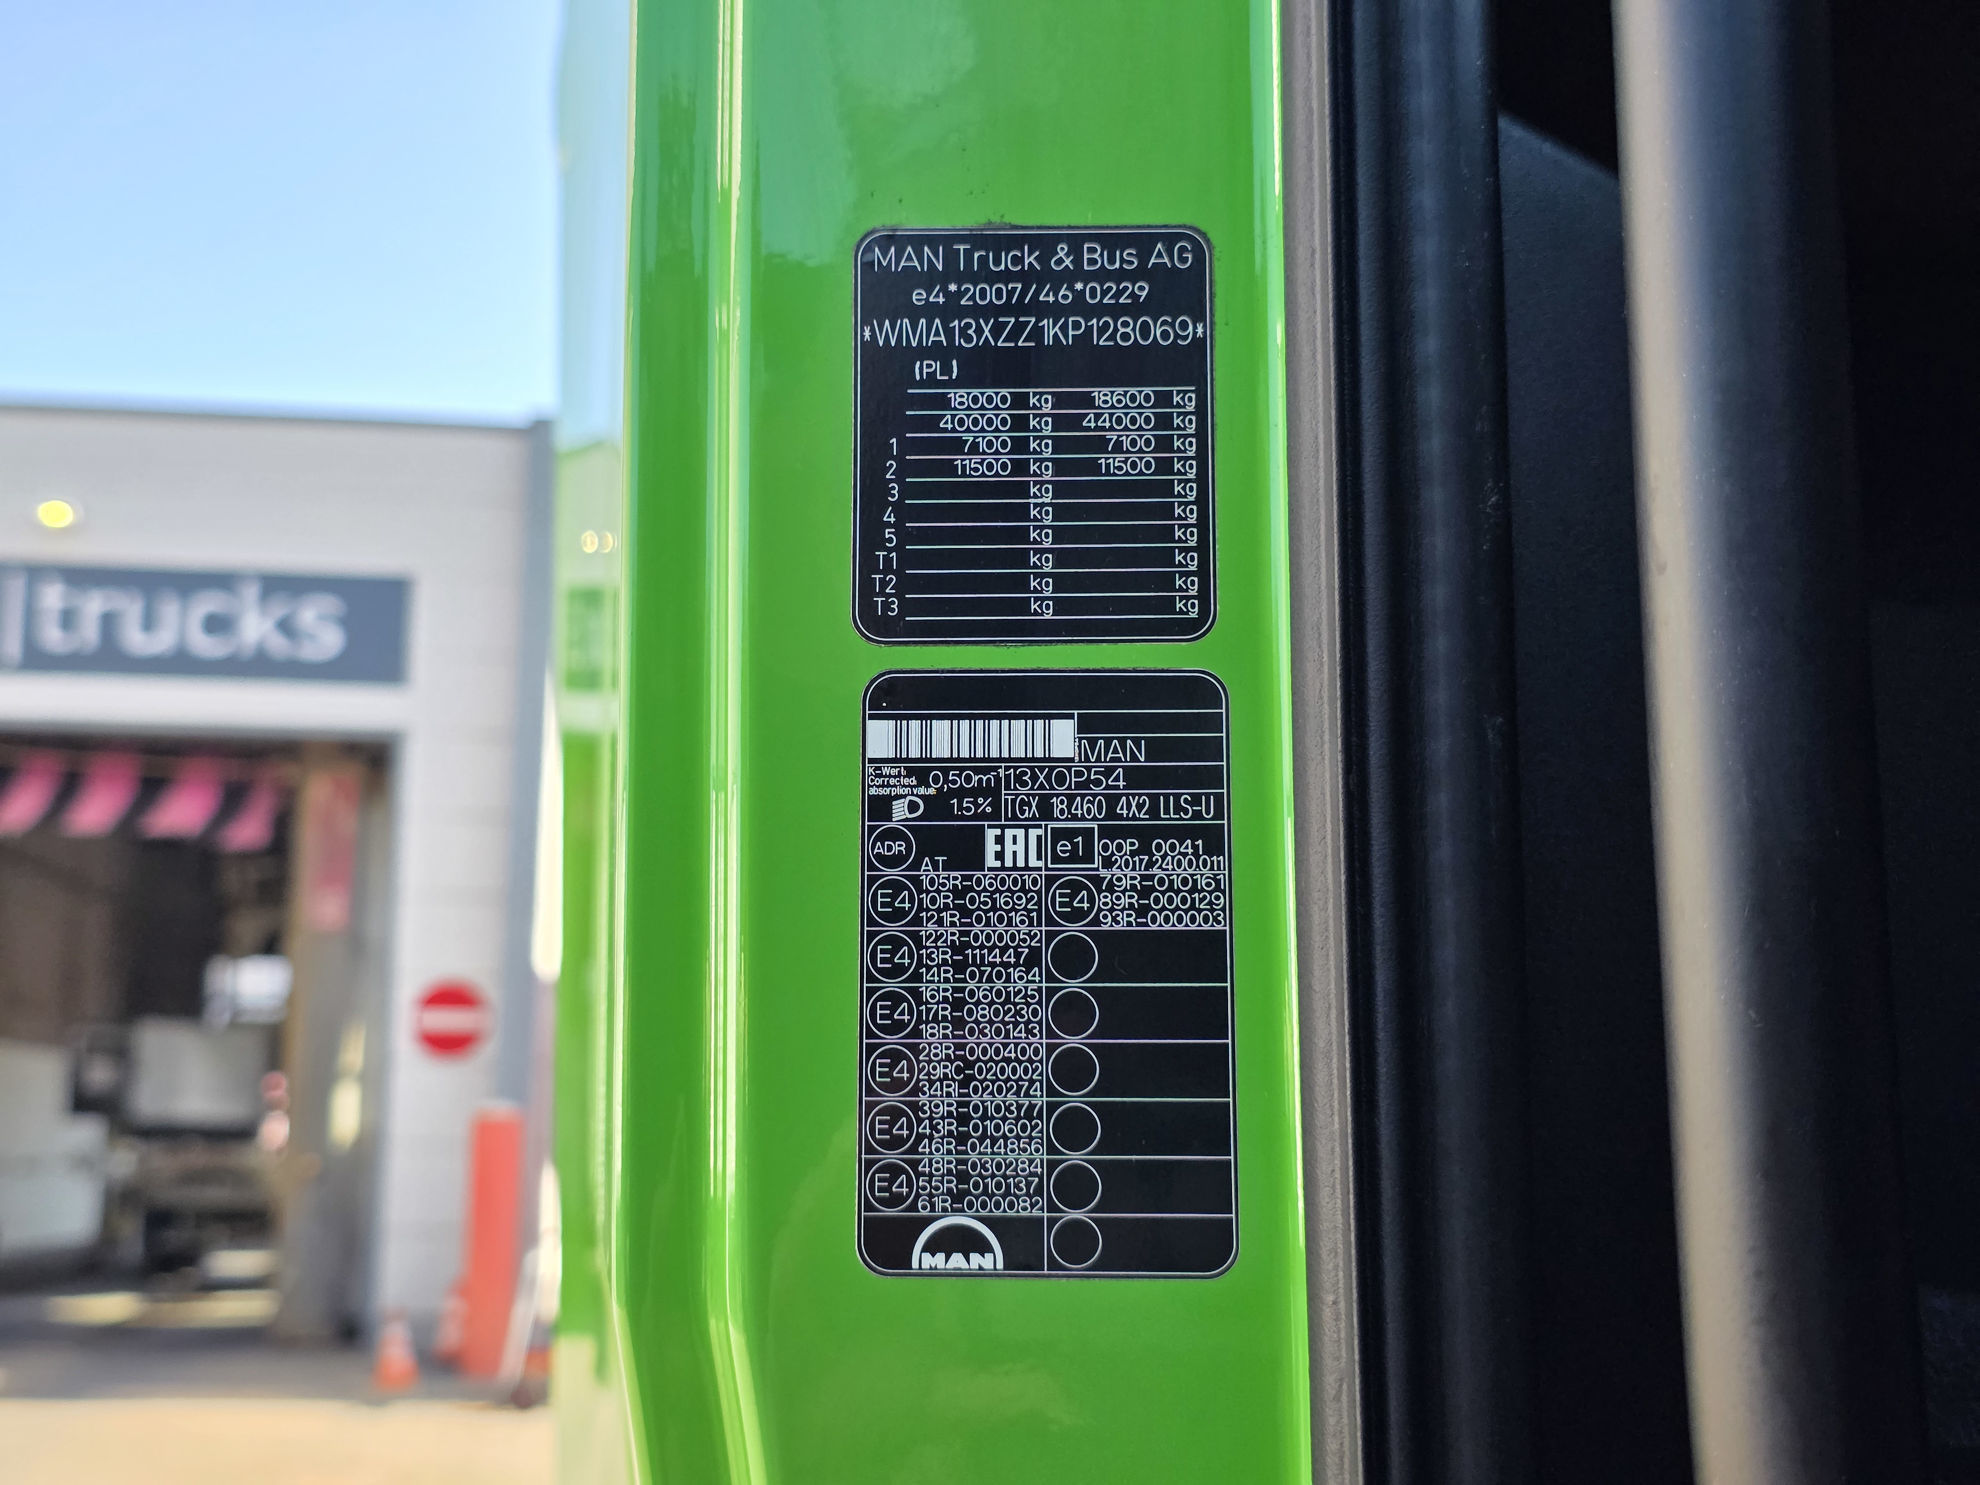 |trucks
MAN Truck & Bus AG
e4*2007/46*0229
*WMA13XZZ1KP128069*
(PL)
18000 kg 18600 kg
40000 kg 44000 kg
1 7100 kg 7100 kg
2 11500 kg 11500 kg
3 kg kg
4 kg kg
5 kg kg
T1 kg kg
T2 kg kg
T3 kg kg
MAN
K-Wert:
Corrected
absorption value:
0,50m⁻¹
13X0P54
1.5%
TGX 18.460 4X2 LLS-U
ADR
AT
EAC
e1
00P 0041
L.2017.2400.011
E4
105R-060010
10R-051692
121R-010161
E4
79R-010161
89R-000129
93R-000003
E4
122R-000052
13R-111447
14R-070164
E4
16R-060125
17R-080230
18R-030143
E4
28R-000400
29RC-020002
34RI-020274
E4
39R-010377
43R-010602
46R-044856
E4
48R-030284
55R-010137
61R-000082
MAN